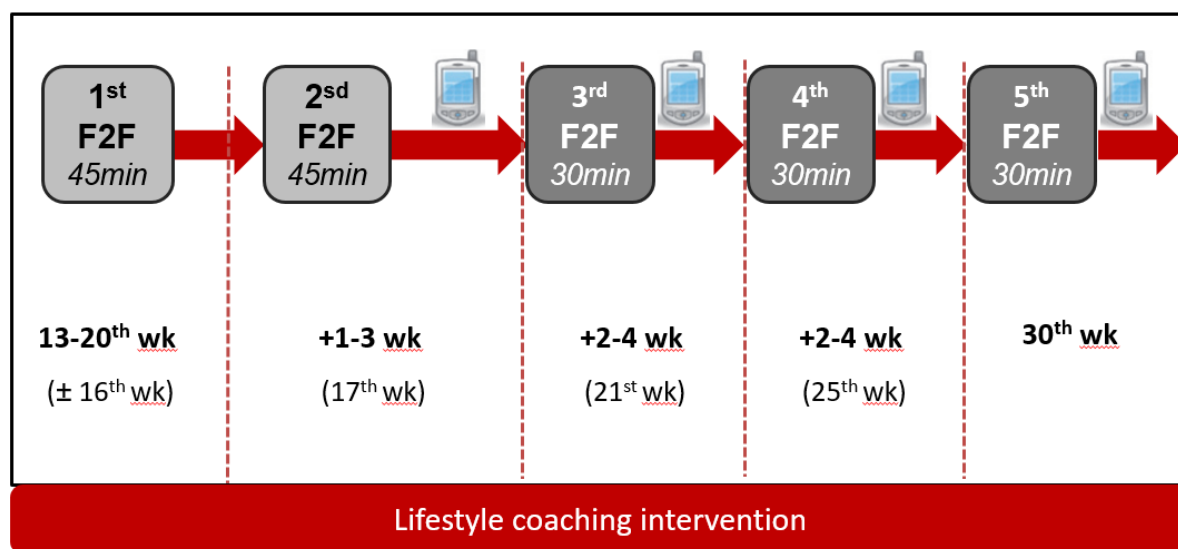 1st
F2F
45min
2sd
F2F
45min
3rd
F2F
30min
4th
F2F
30min
5th
F2F
30min
13-20th wk
(± 16th wk)
+1-3 wk
(17th wk)
+2-4 wk
(21st wk)
+2-4 wk
(25th wk)
30th wk
Lifestyle coaching intervention